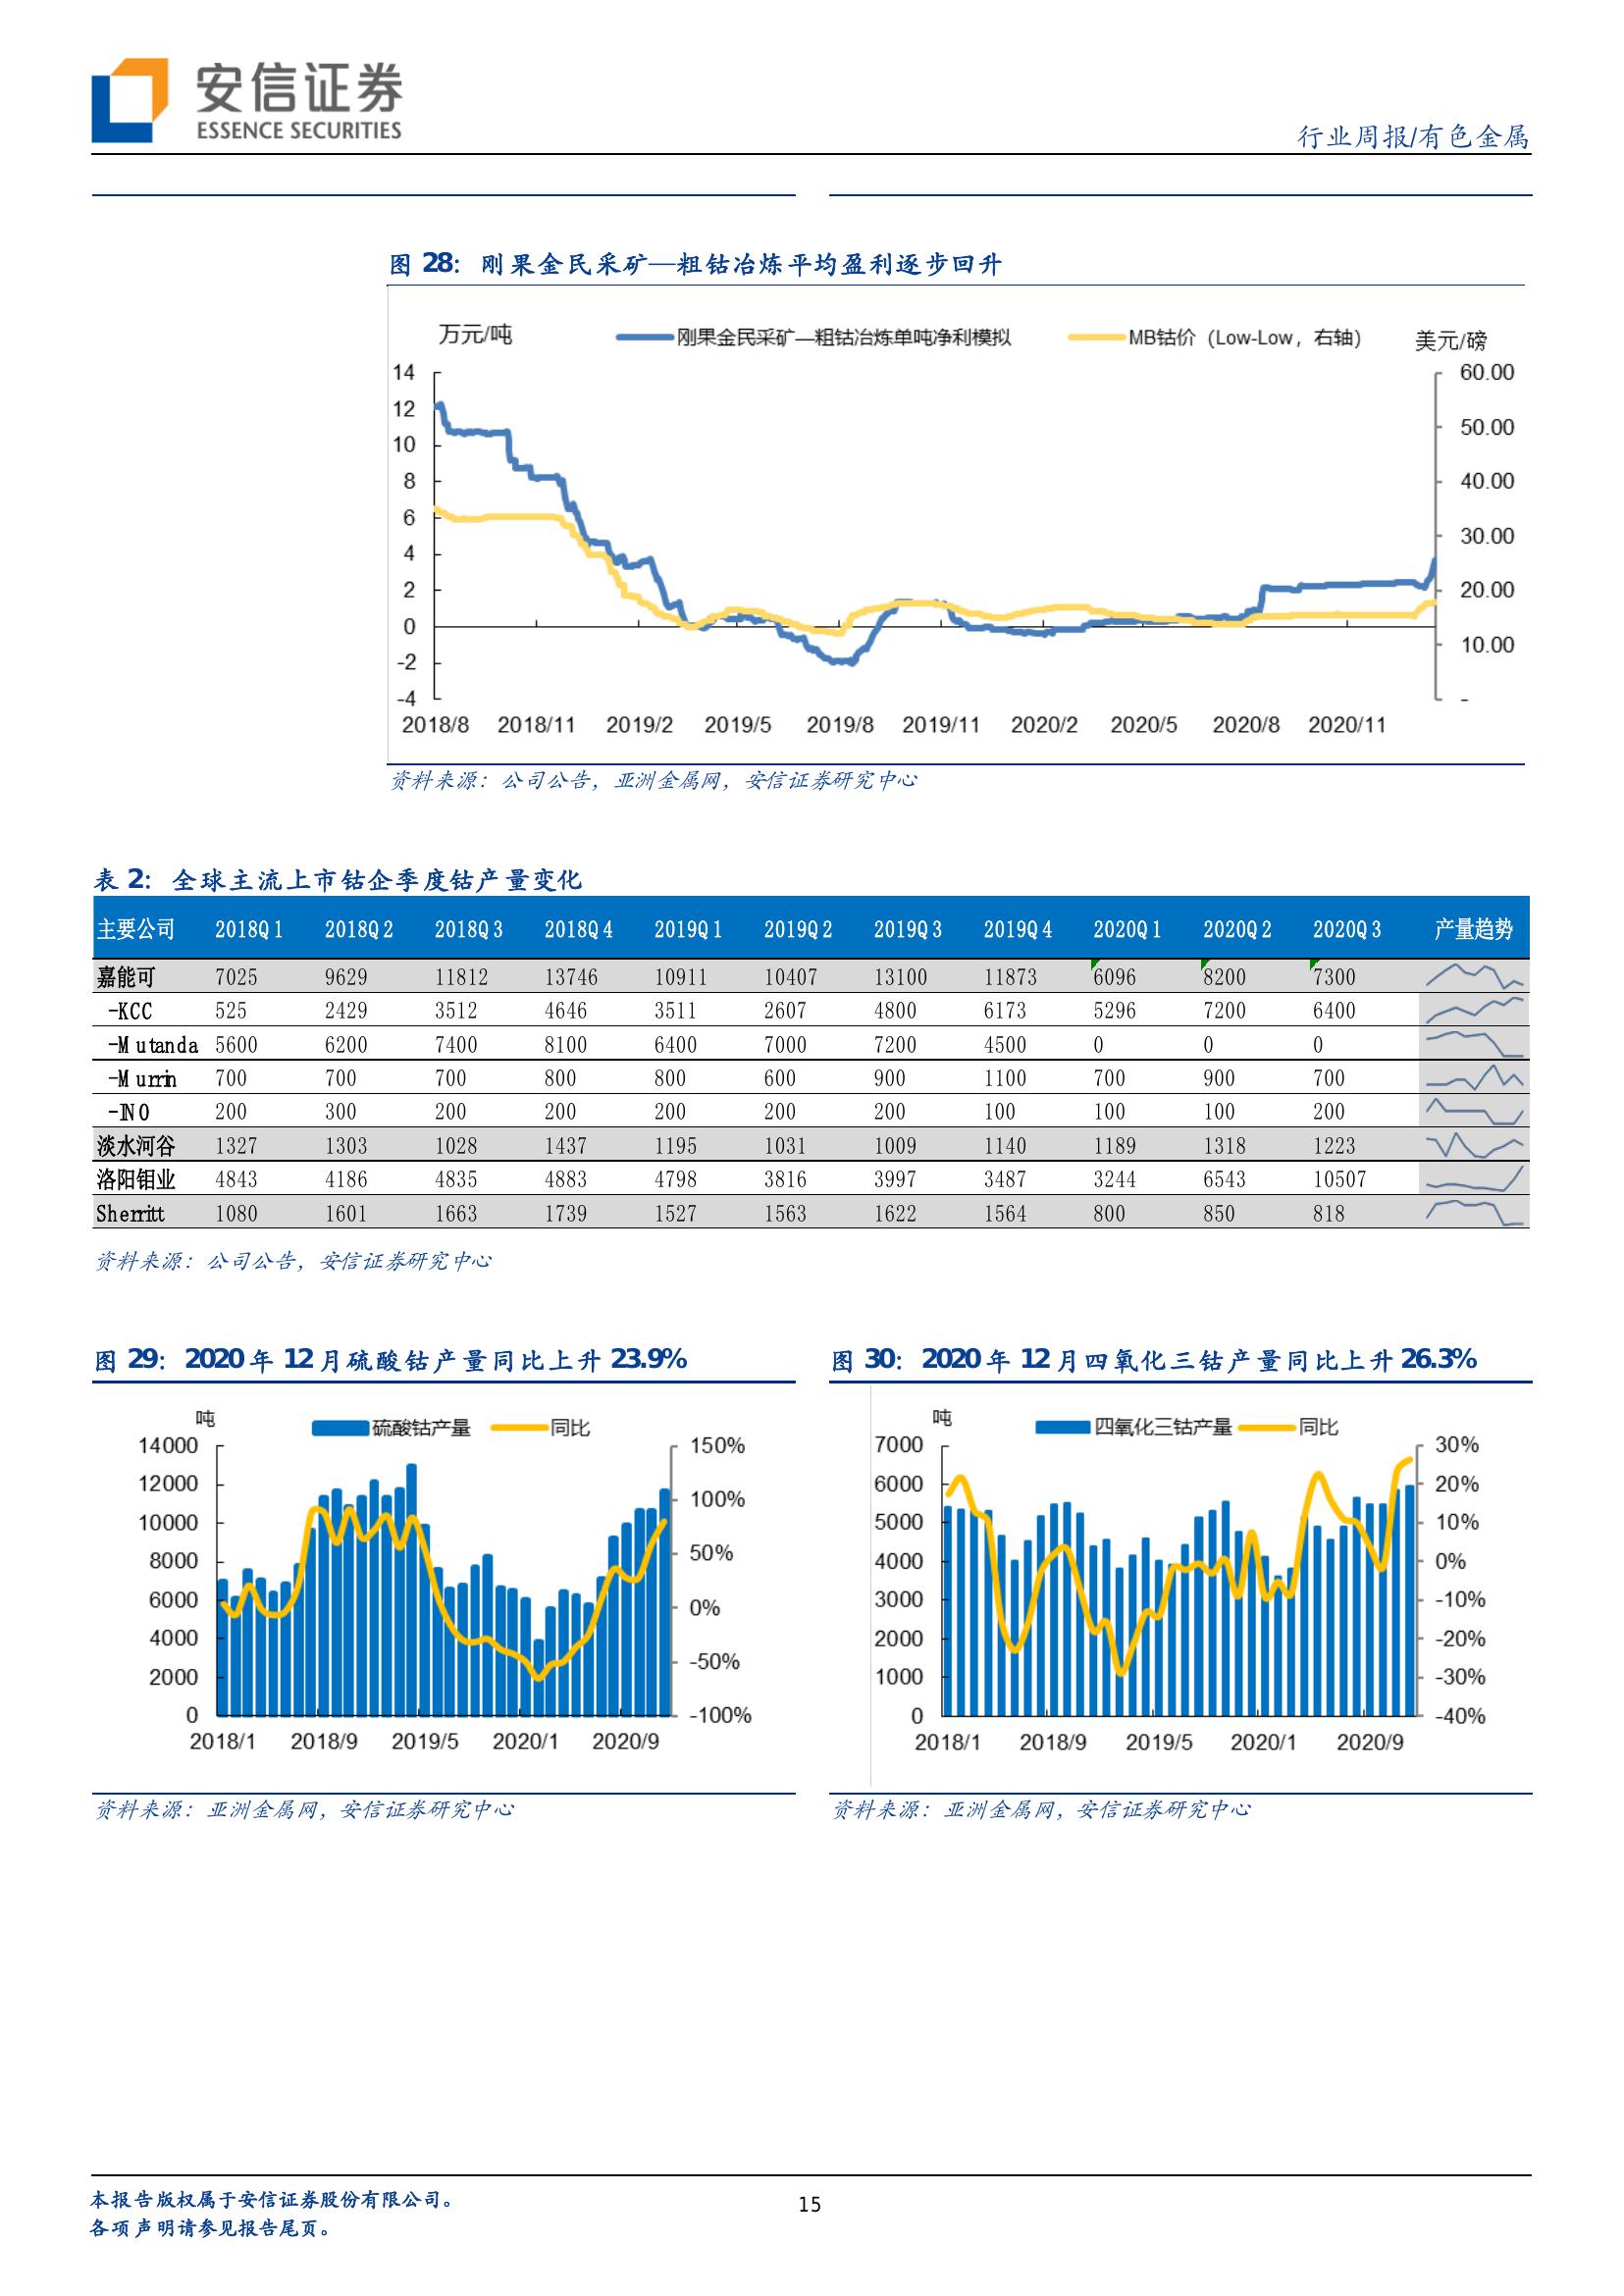 安信证券
ESSENCE SECURITIES
行业周报/有色金属
图 28：刚果金民采矿—粗钴冶炼平均盈利逐步回升
万元/吨 刚果金民采矿—粗钴冶炼单吨净利模拟 MB钴价（Low-Low，右轴） 美元/磅
14 60.00
12 50.00
10 40.00
8 30.00
6 20.00
4 10.00
2 -
0
-2
-4
2018/8 2018/11 2019/2 2019/5 2019/8 2019/11 2020/2 2020/5 2020/8 2020/11
资料来源：公司公告，亚洲金属网，安信证券研究中心
表 2：全球主流上市钴企季度钴产量变化
主要公司 2018Q1 2018Q2 2018Q3 2018Q4 2019Q1 2019Q2 2019Q3 2019Q4 2020Q1 2020Q2 2020Q3 产量趋势
嘉能可 7025 9629 11812 13746 10911 10407 13100 11873 6096 8200 7300
-KCC 525 2429 3512 4646 3511 2607 4800 6173 5296 7200 6400
-Mutanda 5600 6200 7400 8100 6400 7000 7200 4500 0 0 0
-Murrin 700 700 700 800 800 600 900 1100 700 900 700
-INO 200 300 200 200 200 200 200 100 100 100 200
淡水河谷 1327 1303 1028 1437 1195 1031 1009 1140 1189 1318 1223
洛阳钼业 4843 4186 4835 4883 4798 3816 3997 3487 3244 6543 10507
Sherritt 1080 1601 1663 1739 1527 1563 1622 1564 800 850 818
资料来源：公司公告，安信证券研究中心
图 29：2020 年 12 月硫酸钴产量同比上升 23.9%
吨 硫酸钴产量 同比
14000 150%
12000 100%
10000 50%
8000 0%
6000 -50%
4000 -100%
2000
0
2018/1 2018/9 2019/5 2020/1 2020/9
资料来源：亚洲金属网，安信证券研究中心
图 30：2020 年 12 月四氧化三钴产量同比上升 26.3%
吨 四氧化三钴产量 同比
7000 30%
6000 20%
5000 10%
4000 0%
3000 -10%
2000 -20%
1000 -30%
0 -40%
2018/1 2018/9 2019/5 2020/1 2020/9
资料来源：亚洲金属网，安信证券研究中心
本报告版权属于安信证券股份有限公司。
各项声明请参见报告尾页。
15